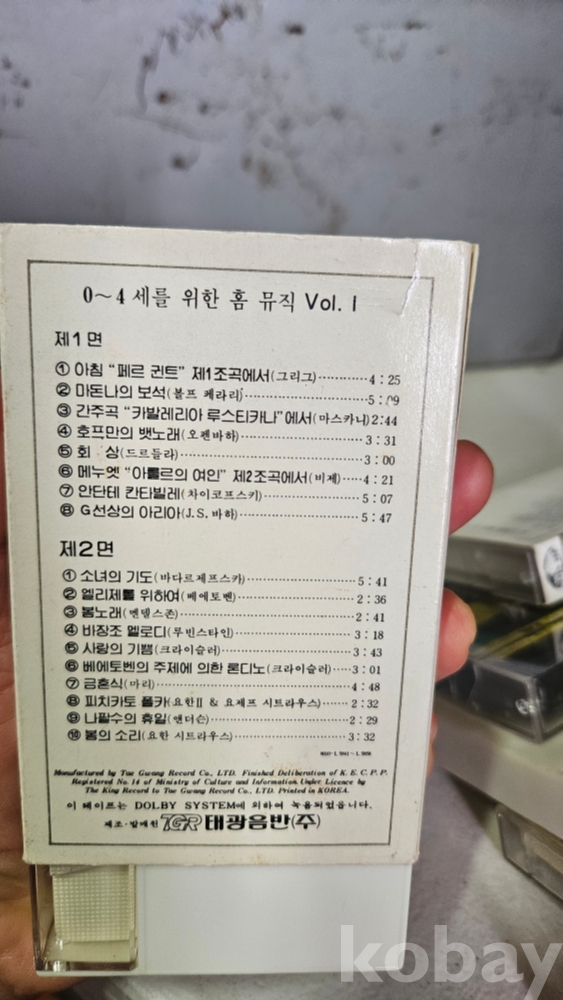 0~4 세를 위한 홈 뮤직 Vol. I
제1면
① 아침 "페르 귄트" 제1조곡에서(그리그)············4 : 25
② 마돈나의 보석(볼프 페라리)·····················5 : 09
③ 간주곡 "카발레리아 루스티카나"에서(마스카니) 2:44
④ 호프만의 뱃노래(오펜바하)·····················3 : 31
⑤ 회 상(드르들라)·····················3 : 00
⑥ 메누엣 "아를르의 여인" 제2조곡에서(비제)····4 : 21
⑦ 안단테 칸타빌레(차이코프스키)·················5 : 07
⑧ G선상의 아리아(J.S. 바하)·····················5 : 47
제2면
① 소녀의 기도(바다르제프스카)·····················5 : 41
② 엘리제를 위하여(베에토벤)·····················2 : 36
③ 봄노래(멘델스존)·····················2 : 41
④ 바장조 멜로디(루빈스타인)·····················3 : 18
⑤ 사랑의 기쁨(크라이슬러)·····················3 : 43
⑥ 베에토벤의 주제에 의한 론디노(크라이슬러)····3 : 01
⑦ 금혼식(마리)·····················4 : 48
⑧ 피치카토 폴카(요한II & 요제프 시트라우스)······2 : 32
⑨ 나팔수의 휴일(앤더슨)·····················2 : 29
⑩ 봄의 소리(요한 시트라우스)·····················3 : 32
Manufactured by Tae Gwang Record Co., LTD. Finished Deliberation of K. E. C. P. P.
Registered No. 14 of Ministry of Culture and Information Under Licence by
The King Record to Tae Gwang Record Co., LTD. Printed in KOREA.
이 테이프는 DOLBY SYSTEM에 의하여 녹음되었읍니다.
제조·발매원 TGR 태광음반(주)
kobay